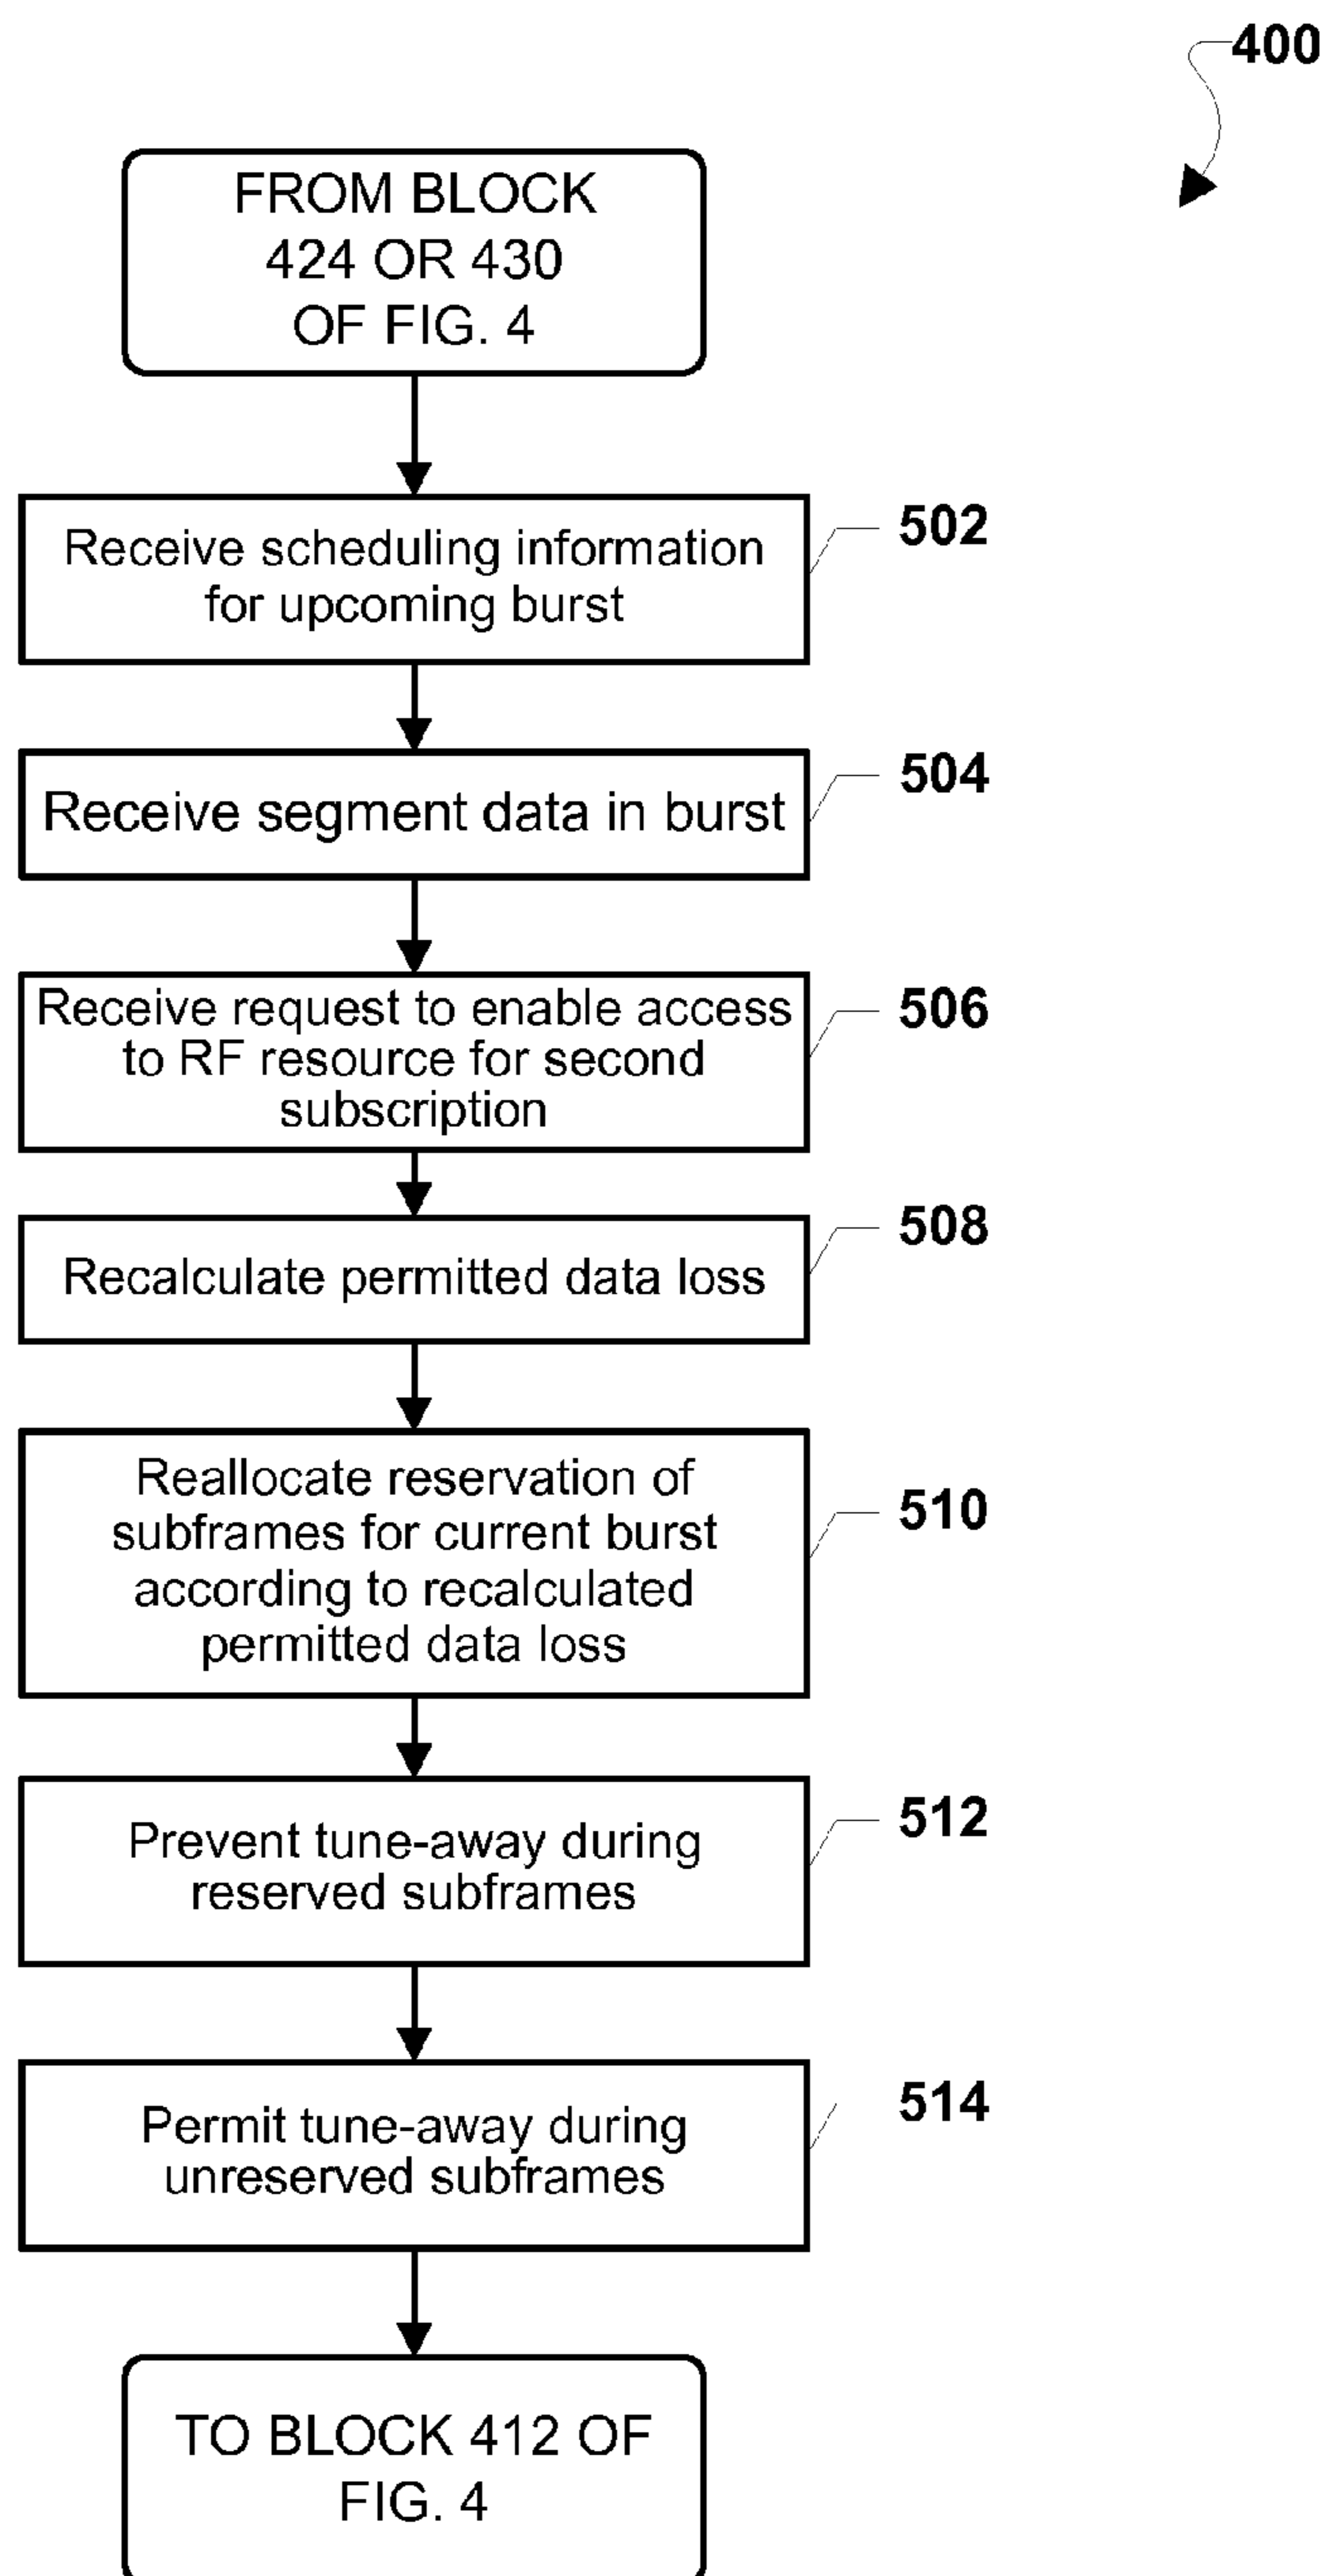 400
FROM BLOCK
424 OR 430
OF FIG. 4
Receive scheduling information
for upcoming burst
502
Receive segment data in burst
504
Receive request to enable access
to RF resource for second
subscription
506
Recalculate permitted data loss
508
Reallocate reservation of
subframes for current burst
according to recalculated
permitted data loss
510
Prevent tune-away during
reserved subframes
512
Permit tune-away during
unreserved subframes
514
TO BLOCK 412 OF
FIG. 4